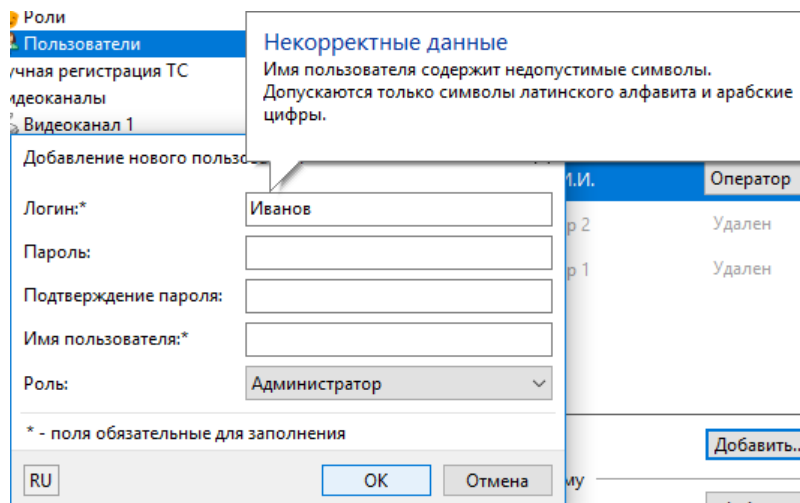 Роли
Пользователи
учная регистрация ТС
идеоканалы
Видеоканал 1
Некорректные данные
Имя пользователя содержит недопустимые символы.
Допускаются только символы латинского алфавита и арабские
цифры.
Добавление нового польз
Логин:*
Иванов
Пароль:
Подтверждение пароля:
Имя пользователя:*
Роль:
Администратор
* - поля обязательные для заполнения
RU
OK
Отмена
И.И.
Оператор
р 2
Удален
р 1
Удален
Добавить..
му